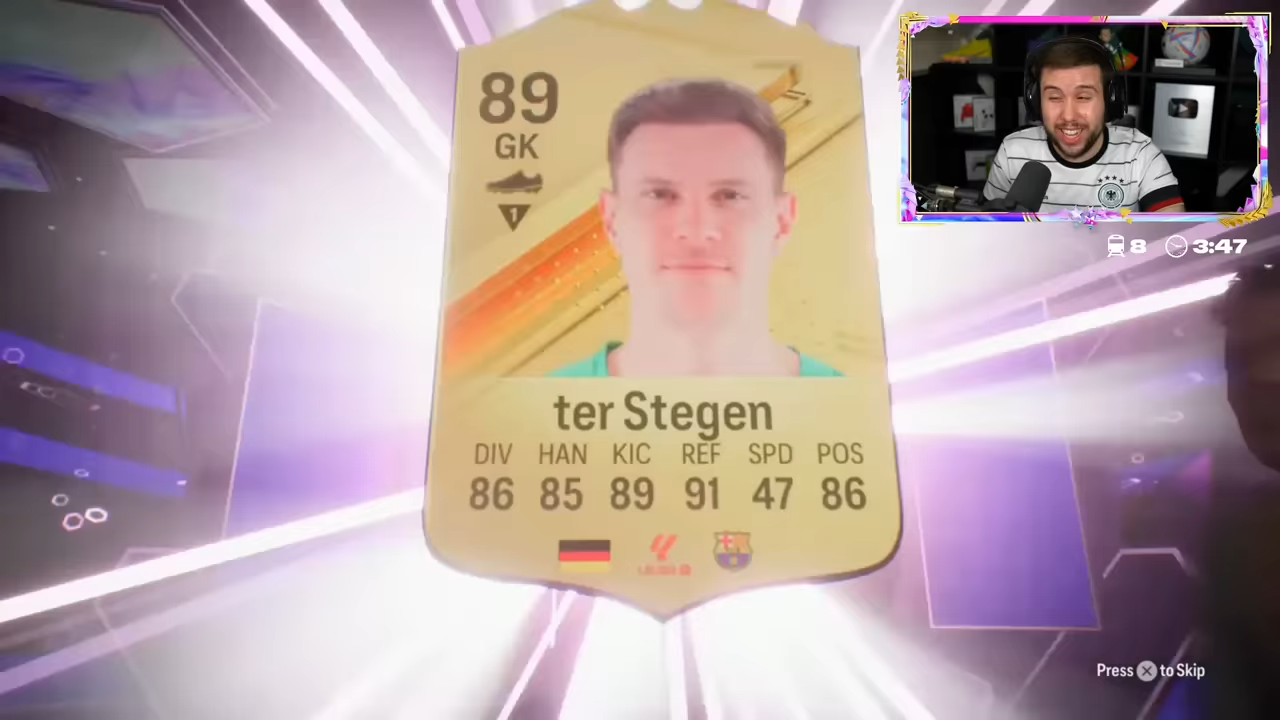 89
GK
1
ter Stegen
DIV HAN KIC REF SPD POS
86 85 89 91 47 86
8 3:47
Press X to Skip